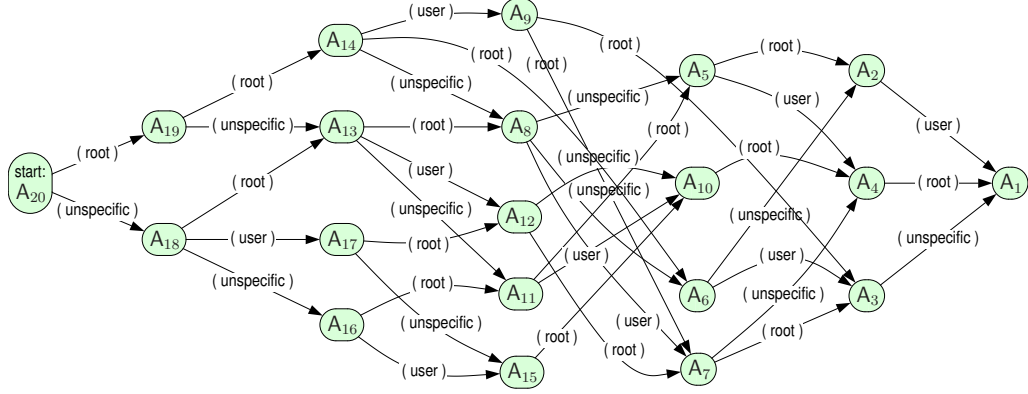 ( user )
A9
A14
( root )
( root )
( root )
( root )
A5
A2
( root )
( unspecific )
( unspecific )
( user )
A19
( unspecific )
A13
( root )
A8
( root )
( user )
( root )
( unspecific )
( root )
start:
A20
( root )
( user )
( unspecific )
A10
A4
( root )
A1
( unspecific )
( unspecific )
( unspecific )
A12
( unspecific )
A18
( user )
A17
( root )
( unspecific )
( user )
( user )
( unspecific )
( root )
A11
A6
( unspecific )
A3
A16
( unspecific )
( user )
( root )
( root )
( root )
( user )
A15
A7